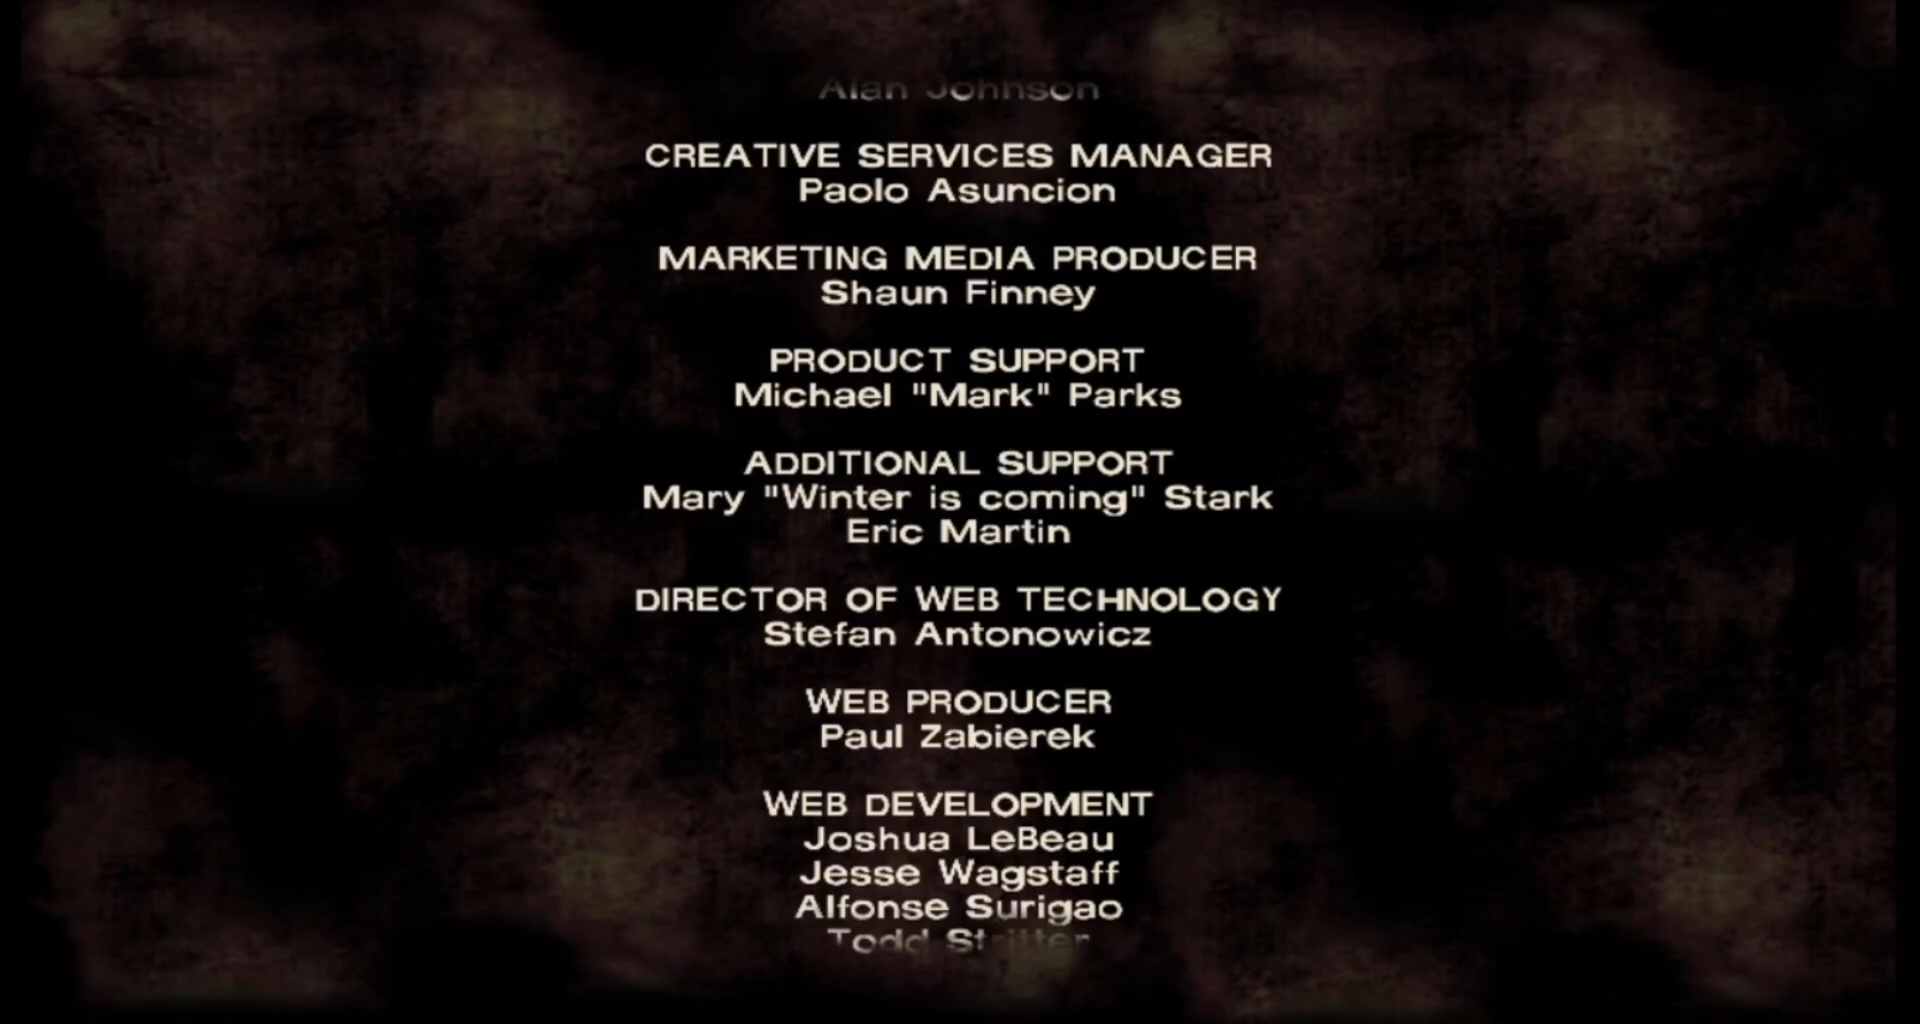 Alan Johnson
CREATIVE SERVICES MANAGER
Paolo Asuncion
MARKETING MEDIA PRODUCER
Shaun Finney
PRODUCT SUPPORT
Michael "Mark" Parks
ADDITIONAL SUPPORT
Mary "Winter is coming" Stark
Eric Martin
DIRECTOR OF WEB TECHNOLOGY
Stefan Antonowicz
WEB PRODUCER
Paul Zabierek
WEB DEVELOPMENT
Joshua LeBeau
Jesse Wagstaff
Alfonse Surigao
Todd